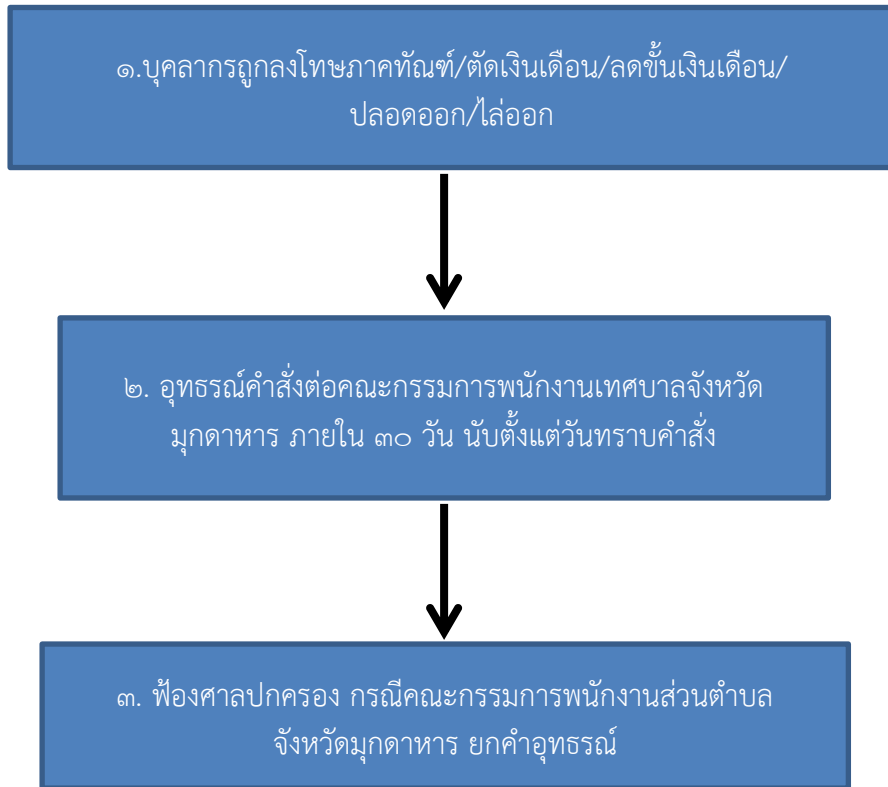 ๑.บุคลากรถูกลงโทษภาคทัณฑ์/ตัดเงินเดือน/ลดขั้นเงินเดือน/
ปลอดออก/ไล่ออก
๒. อุทธรณ์คำสั่งต่อคณะกรรมการพนักงานเทศบาลจังหวัด
มุกดาหาร ภายใน ๓๐ วัน นับตั้งแต่วันทราบคำสั่ง
๓. ฟ้องศาลปกครอง กรณีคณะกรรมการพนักงานส่วนตำบล
จังหวัดมุกดาหาร ยกคำอุทธรณ์